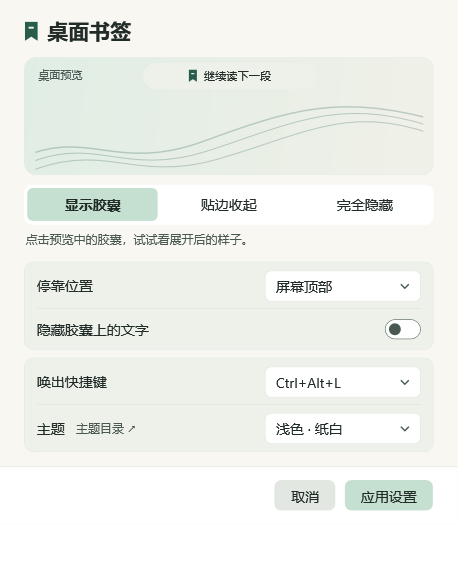 桌面书签
桌面预览
继续读下一段
显示胶囊 贴边收起 完全隐藏
点击预览中的胶囊，试试看展开后的样子。
停靠位置 屏幕顶部
隐藏胶囊上的文字
唤出快捷键 Ctrl+Alt+L
主题 主题目录 ↗ 浅色 · 纸白
取消 应用设置